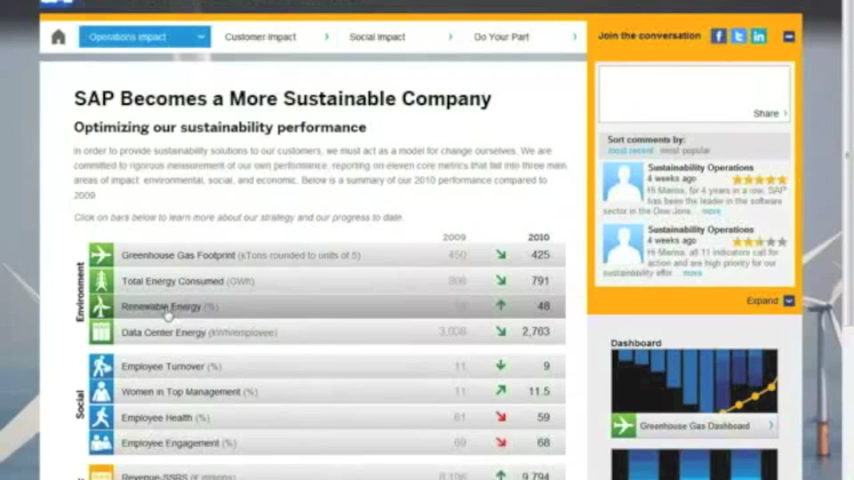 Operations Impact
Customer Impact
Social Impact
Do Your Part
Join the conversation
SAP Becomes a More Sustainable Company
Optimizing our sustainability performance
In order to provide sustainability solutions to our customers, we must act as a model for change ourselves. We are
committed to rigorous measurement of our own performance, reporting on eleven core metrics that fall into three main
areas of impact: environmental, social, and economic. Below is a summary of our 2010 performance compared to
2009
Click on bars below to learn more about our strategy and our progress to date.
2009 2010
Environment
Greenhouse Gas Footprint (kTons rounded to units of 5) 450 425
Total Energy Consumed (GWh) 791
Renewable Energy (%) 48
Data Center Energy (kWh/employee) 2,763
Social
Employee Turnover (%) 11 9
Women in Top Management (%) 11 11.5
Employee Health (%) 61 59
Employee Engagement (%) 69 68
Revenue-SSRS 9,794
Share
Sort comments by:
most recent most popular
Sustainability Operations
4 weeks ago
Hi Marina, for 4 years in a row, SAP
has been the leader in the software
sector in the Dow Jone... more
Sustainability Operations
4 weeks ago
Hi Marina, all 11 indicators call for
action and are high priority for our
sustainability effor... more
Expand
Dashboard
Greenhouse Gas Dashboard